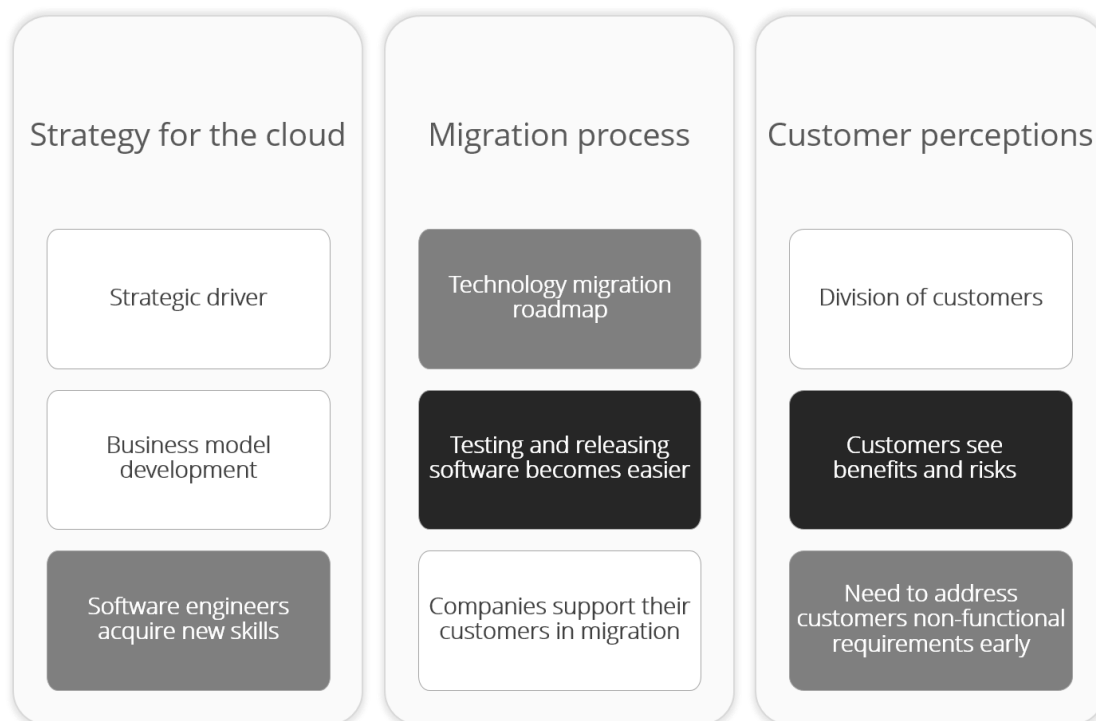 Strategy for the cloud
Strategic driver
Business model
development
Software engineers
acquire new skills
Migration process
Technology migration
roadmap
Testing and releasing
software becomes easier
Companies support their
customers in migration
Customer perceptions
Division of customers
Customers see
benefits and risks
Need to address
customers non-functional
requirements early